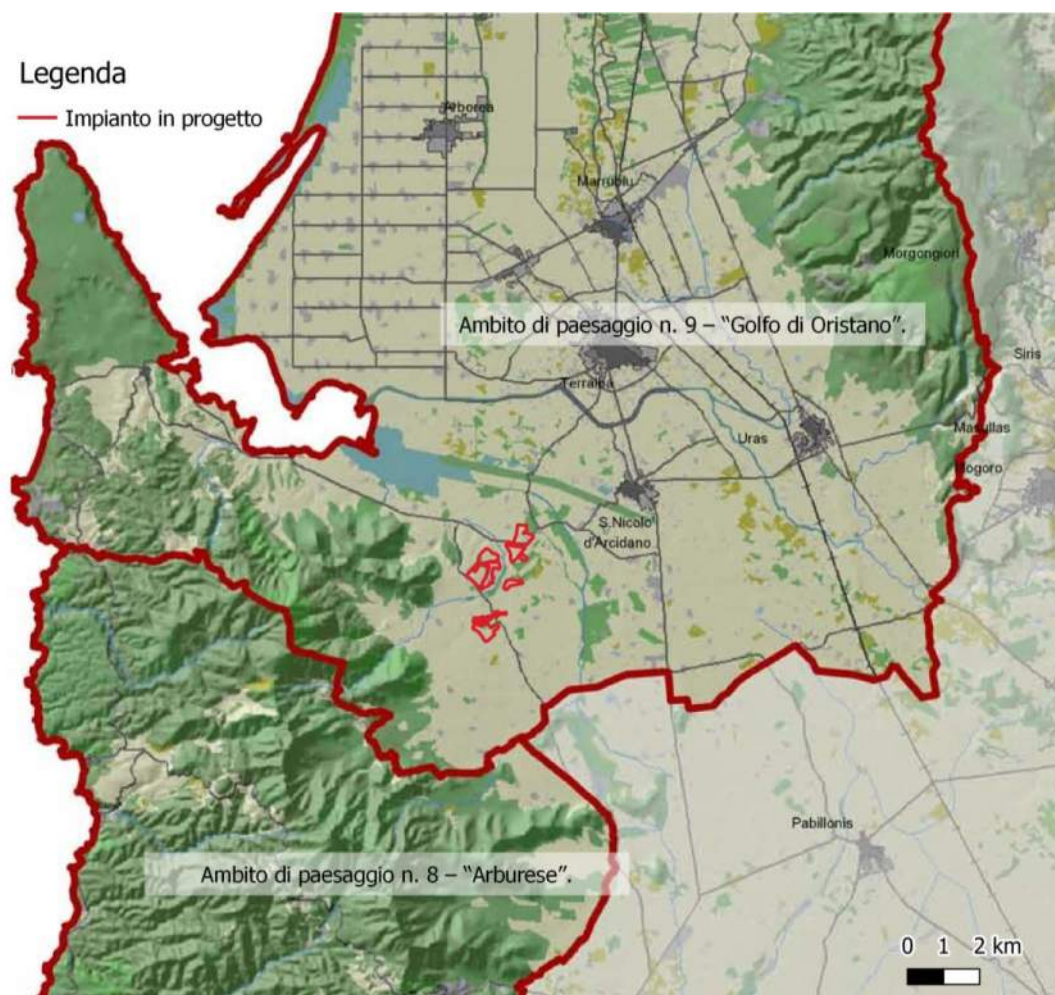 Legenda
Impianto in progetto
Arborea
Marrubiu
Morgongiori
Ambito di paesaggio n. 9 – “Golfo di Oristano”.
Siris
Terralba
Masullas
Uras
Mogoro
S.Nicolo'
d'Arcidano
Pabillonis
Ambito di paesaggio n. 8 – “Arburese”.
0 1 2 km